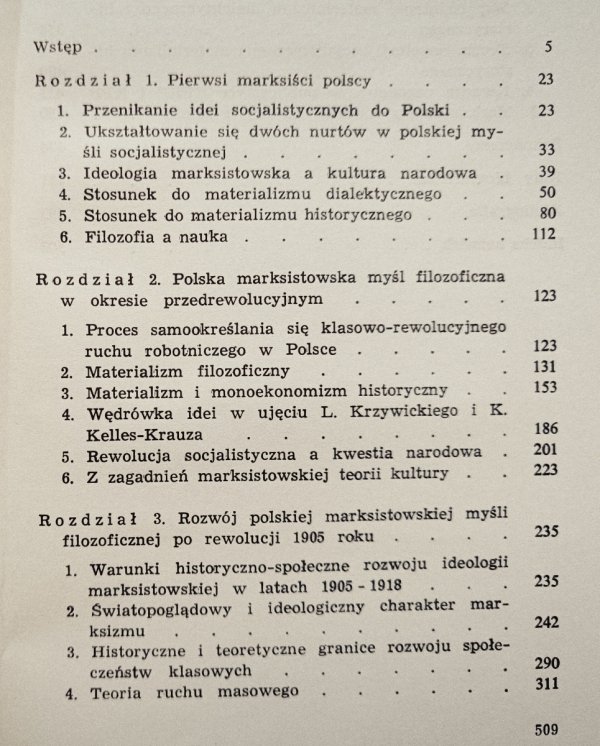 Wstęp . . . . . . . . . . . . 5
Rozdział 1. Pierwsi marksiści polscy . . . . 23
1. Przenikanie idei socjalistycznych do Polski . . 23
2. Ukształtowanie się dwóch nurtów w polskiej my-
śli socjalistycznej . . . . . . . . 33
3. Ideologia marksistowska a kultura narodowa . 39
4. Stosunek do materializmu dialektycznego . . 50
5. Stosunek do materializmu historycznego . . . 80
6. Filozofia a nauka . . . . . . . . 112
Rozdział 2. Polska marksistowska myśl filozoficzna
w okresie przedrewolucyjnym . . . . . 123
1. Proces samookreślania się klasowo-rewolucyjnego
ruchu robotniczego w Polsce . . . . . 123
2. Materializm filozoficzny . . . . . . 131
3. Materializm i monoekonomizm historyczny . . 153
4. Wędrówka idei w ujęciu L. Krzywickiego i K.
Kelles-Krauza . . . . . . . . 186
5. Rewolucja socjalistyczna a kwestia narodowa . 201
6. Z zagadnień marksistowskiej teorii kultury . . 223
Rozdział 3. Rozwój polskiej marksistowskiej myśli
filozoficznej po rewolucji 1905 roku . . . . 235
1. Warunki historyczno-społeczne rozwoju ideologii
marksistowskiej w latach 1905 - 1918 . . . 235
2. Światopoglądowy i ideologiczny charakter mar-
ksizmu . . . . . . . . . . 242
3. Historyczne i teoretyczne granice rozwoju społe-
czeństw klasowych . . . . . . . 290
4. Teoria ruchu masowego . . . . . . 311
509